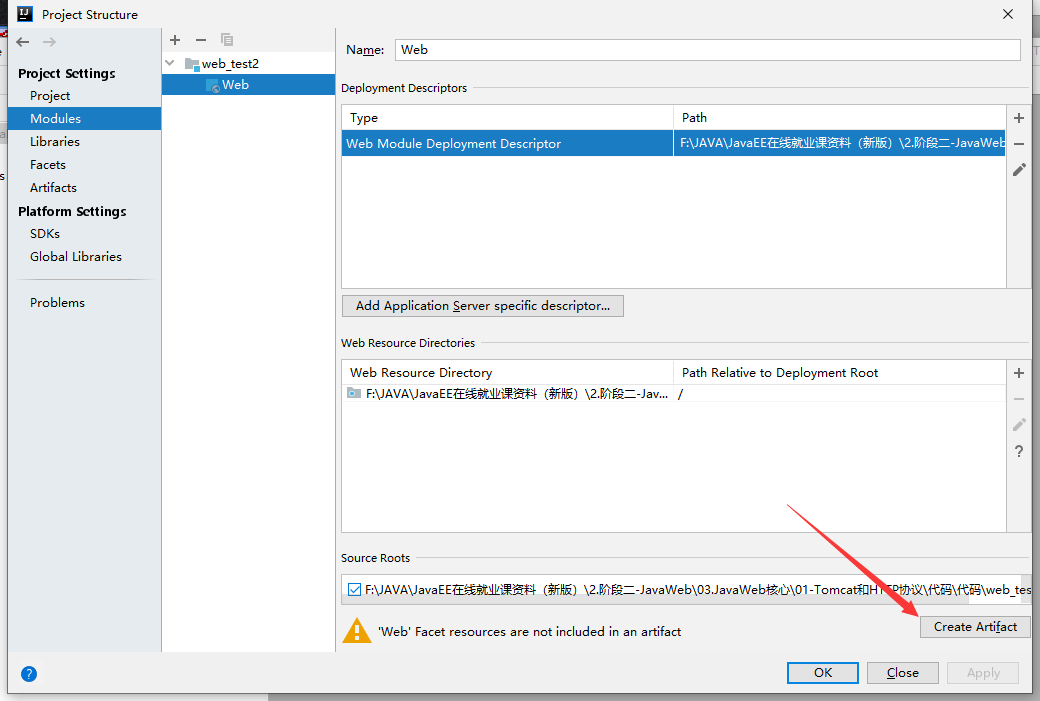 Project Structure
Project Settings
Project
Modules
Libraries
Facets
Artifacts
Platform Settings
SDKs
Global Libraries
Problems
web_test2
Web
Name: Web
Deployment Descriptors
Type Path
Web Module Deployment Descriptor F:\JAVA\JavaEE在线就业课资料（新版）\2.阶段二-JavaWeb
Add Application Server specific descriptor...
Web Resource Directories
Web Resource Directory Path Relative to Deployment Root
F:\JAVA\JavaEE在线就业课资料（新版）\2.阶段二-Jav... /
Source Roots
F:\JAVA\JavaEE在线就业课资料（新版）\2.阶段二-JavaWeb\03.JavaWeb核心\01-Tomcat和HTTP协议\代码\代码\web_tes
'Web' Facet resources are not included in an artifact
Create Artifact
OK Close Apply